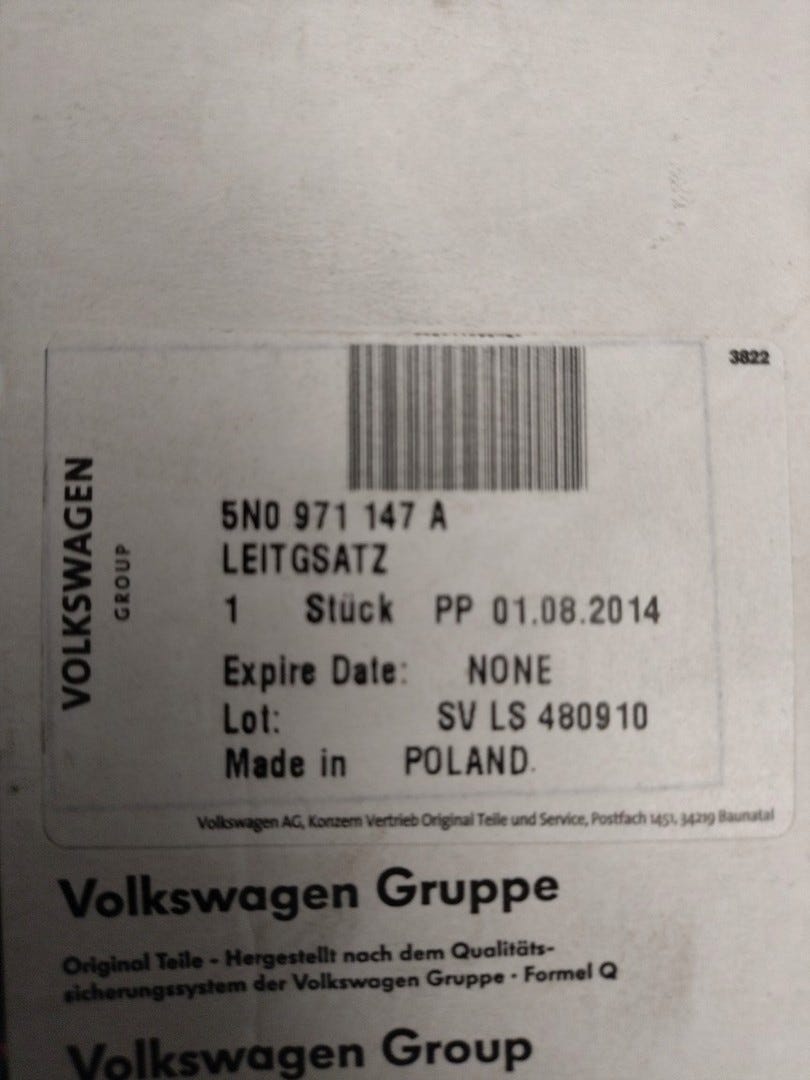 3822
VOLKSWAGEN
GROUP
5N0 971 147 A
LEITGSATZ
1 Stück PP 01.08.2014
Expire Date: NONE
Lot: SV LS 480910
Made in POLAND
Volkswagen AG, Konzern Vertrieb Original Teile und Service, Postfach 1451, 34219 Baunatal
Volkswagen Gruppe
Original Teile - Hergestellt nach dem Qualitäts-
sicherungssystem der Volkswagen Gruppe · Formel Q
Volkswagen Group